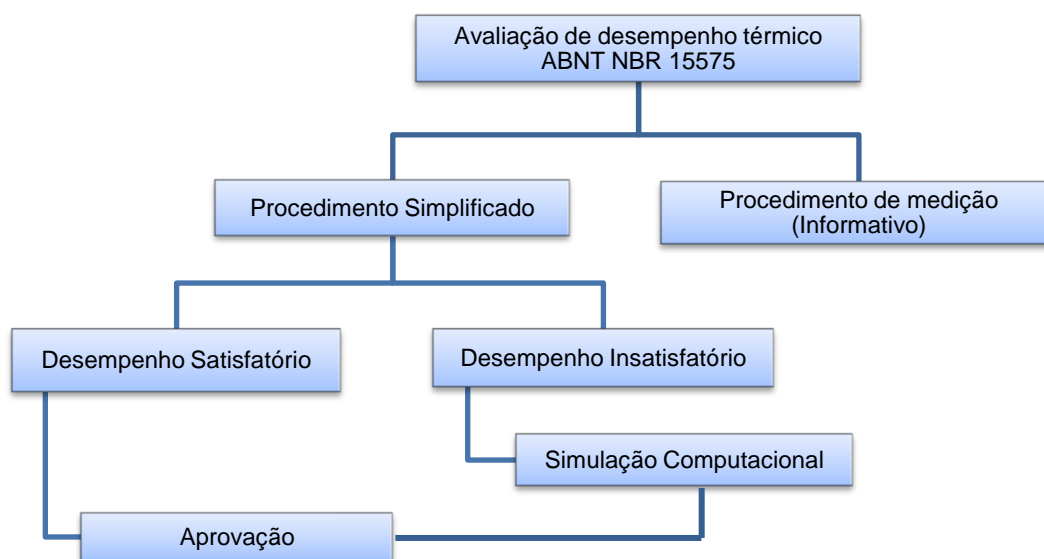 Avaliação de desempenho térmico
ABNT NBR 15575
Procedimento Simplificado
Procedimento de medição
(Informativo)
Desempenho Satisfatório
Desempenho Insatisfatório
Simulação Computacional
Aprovação